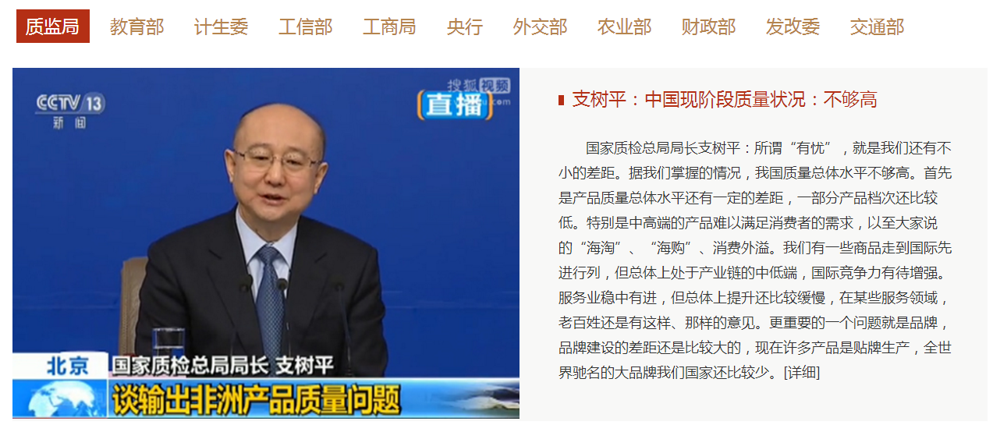 质监局 教育部 计生委 工信部 工商局 央行 外交部 农业部 财政部 发改委 交通部
CCTV 13
新闻
搜狐视频
直播
北京
国家质检总局局长 支树平
谈输出非洲产品质量问题
支树平：中国现阶段质量状况：不够高
国家质检总局局长支树平：所谓“有忧”，就是我们还有不
小的差距。据我们掌握的情况，我国质量总体水平不够高。首先
是产品质量总体水平还有一定的差距，一部分产品档次还比较
低。特别是中高端的产品难以满足消费者的需求，以至大家说
的“海淘”、“海购”、消费外溢。我们有一些商品走到国际先
进行列，但总体上处于产业链的中低端，国际竞争力有待增强。
服务业稳中有进，但总体上提升还比较缓慢，在某些服务领域，
老百姓还是有这样、那样的意见。更重要的一个问题就是品牌，
品牌建设的差距还是比较大的，现在许多产品是贴牌生产，全世
界驰名的大品牌我们国家还比较少。[详细]